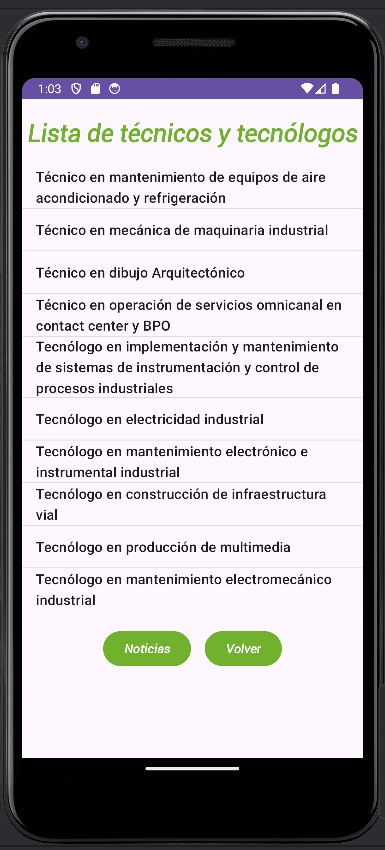 1:03
Lista de técnicos y tecnólogos
Técnico en mantenimiento de equipos de aire
acondicionado y refrigeración
Técnico en mecánica de maquinaria industrial
Técnico en dibujo Arquitectónico
Técnico en operación de servicios omnicanal en
contact center y BPO
Tecnólogo en implementación y mantenimiento
de sistemas de instrumentación y control de
procesos industriales
Tecnólogo en electricidad industrial
Tecnólogo en mantenimiento electrónico e
instrumental industrial
Tecnólogo en construcción de infraestructura
vial
Tecnólogo en producción de multimedia
Tecnólogo en mantenimiento electromecánico
industrial
Noticias Volver